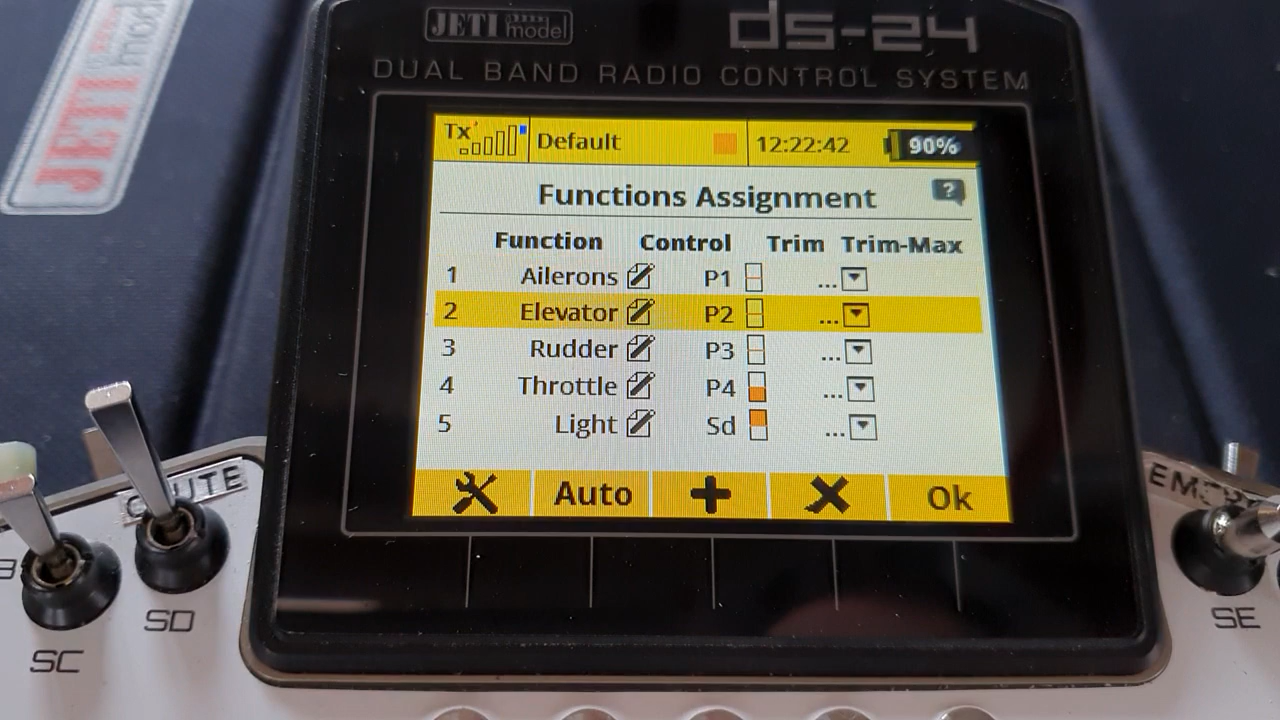 JETI model
JETI model
DS-24
DUAL BAND RADIO CONTROL SYSTEM
Tx Default 12:22:42 90%
Functions Assignment ?
Function Control Trim Trim-Max
1 Ailerons P1 ...
2 Elevator P2 ...
3 Rudder P3 ...
4 Throttle P4 ...
5 Light Sd ...
Auto Ok
SD
SC
SE